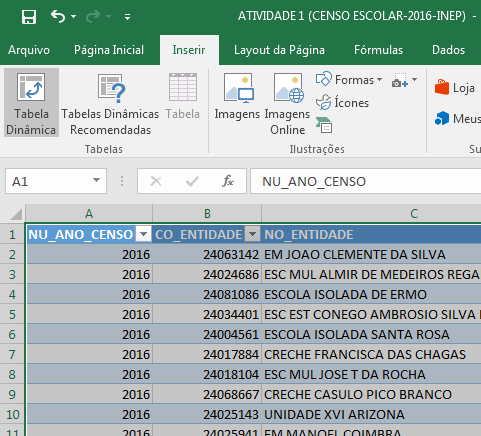 ATIVIDADE 1 (CENSO ESCOLAR-2016-INEP) -
Arquivo Página Inicial Inserir Layout da Página Fórmulas Dados
Tabela Dinâmica
Tabelas Dinâmicas Recomendadas
Tabela
Imagens
Imagens Online
Formas
Ícones
Loja
Meus
Tabelas Ilustrações Su
A1 fx NU_ANO_CENSO
A B C
1 NU_ANO_CENSO CO_ENTIDADE NO_ENTIDADE
2 2016 24063142 EM JOAO CLEMENTE DA SILVA
3 2016 24024686 ESC MUL ALMIR DE MEDEIROS REGA
4 2016 24081086 ESCOLA ISOLADA DE ERMO
5 2016 24034401 ESC EST CONEGO AMBROSIO SILVA
6 2016 24004561 ESCOLA ISOLADA SANTA ROSA
7 2016 24017884 CRECHE FRANCISCA DAS CHAGAS
8 2016 24018104 ESC MUL JOSE T DA ROCHA
9 2016 24068667 CRECHE CASULO PICO BRANCO
10 2016 24025143 UNIDADE XVI ARIZONA
11 2016 24025941 EM MANOEL COIMBRA